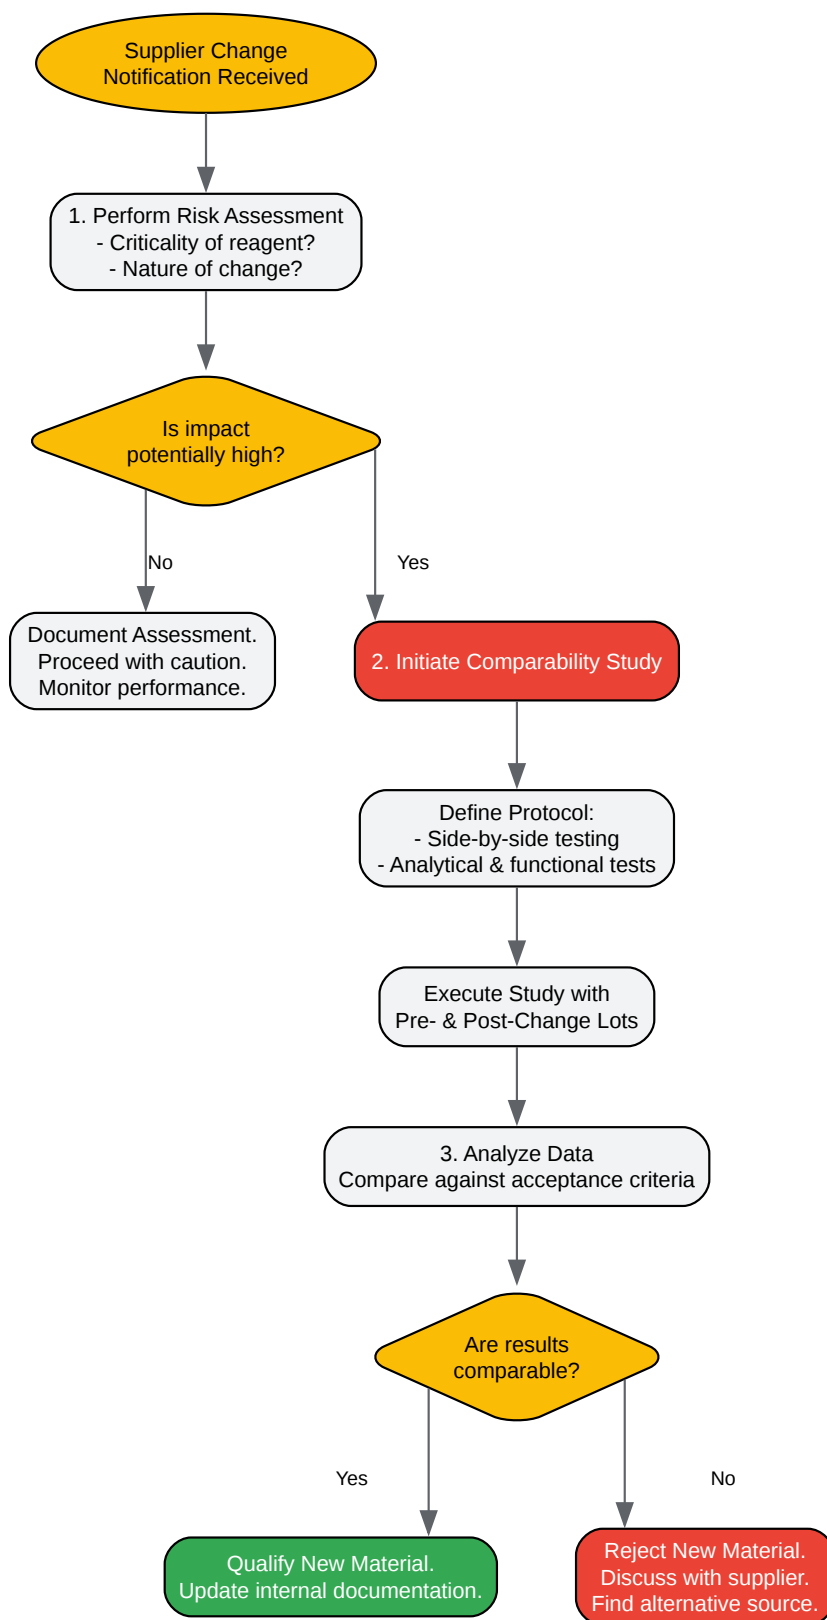 Supplier Change
Notification Received
1. Perform Risk Assessment
- Criticality of reagent?
- Nature of change?
Is impact
potentially high?
No
Yes
Document Assessment.
Proceed with caution.
Monitor performance.
2. Initiate Comparability Study
Define Protocol:
- Side-by-side testing
- Analytical & functional tests
Execute Study with
Pre- & Post-Change Lots
3. Analyze Data
Compare against acceptance criteria
Are results
comparable?
Yes
No
Qualify New Material.
Update internal documentation.
Reject New Material.
Discuss with supplier.
Find alternative source.